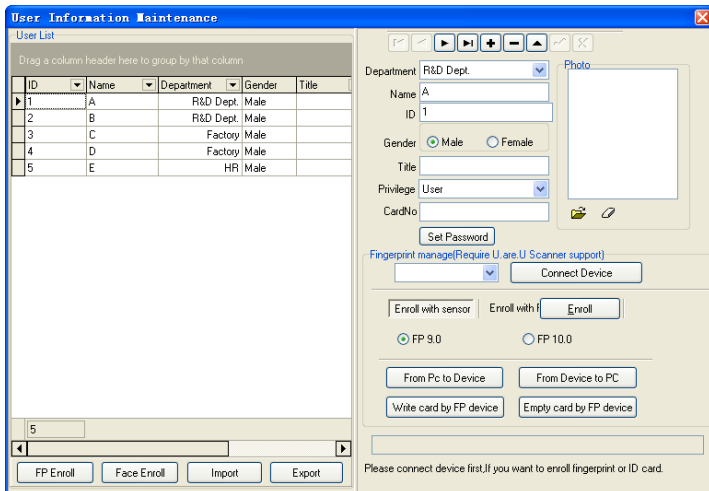 User Information Maintenance
User List
Drag a column header here to group by that column
ID Name Department Gender Title
1 A R&D Dept. Male
2 B R&D Dept. Male
3 C Factory Male
4 D Factory Male
5 E HR Male
5
FP Enroll Face Enroll Import Export
Department R&D Dept.
Name A
ID 1
Gender Male Female
Title
Privilege User
CardNo
Set Password
Photo
Fingerprint manage(Require U.are.U Scanner support)
Connect Device
Enroll with sensor Enroll with Enroll
FP 9.0 FP 10.0
From Pc to Device From Device to PC
Write card by FP device Empty card by FP device
Please connect device first,If you want to enroll fingerprint or ID card.